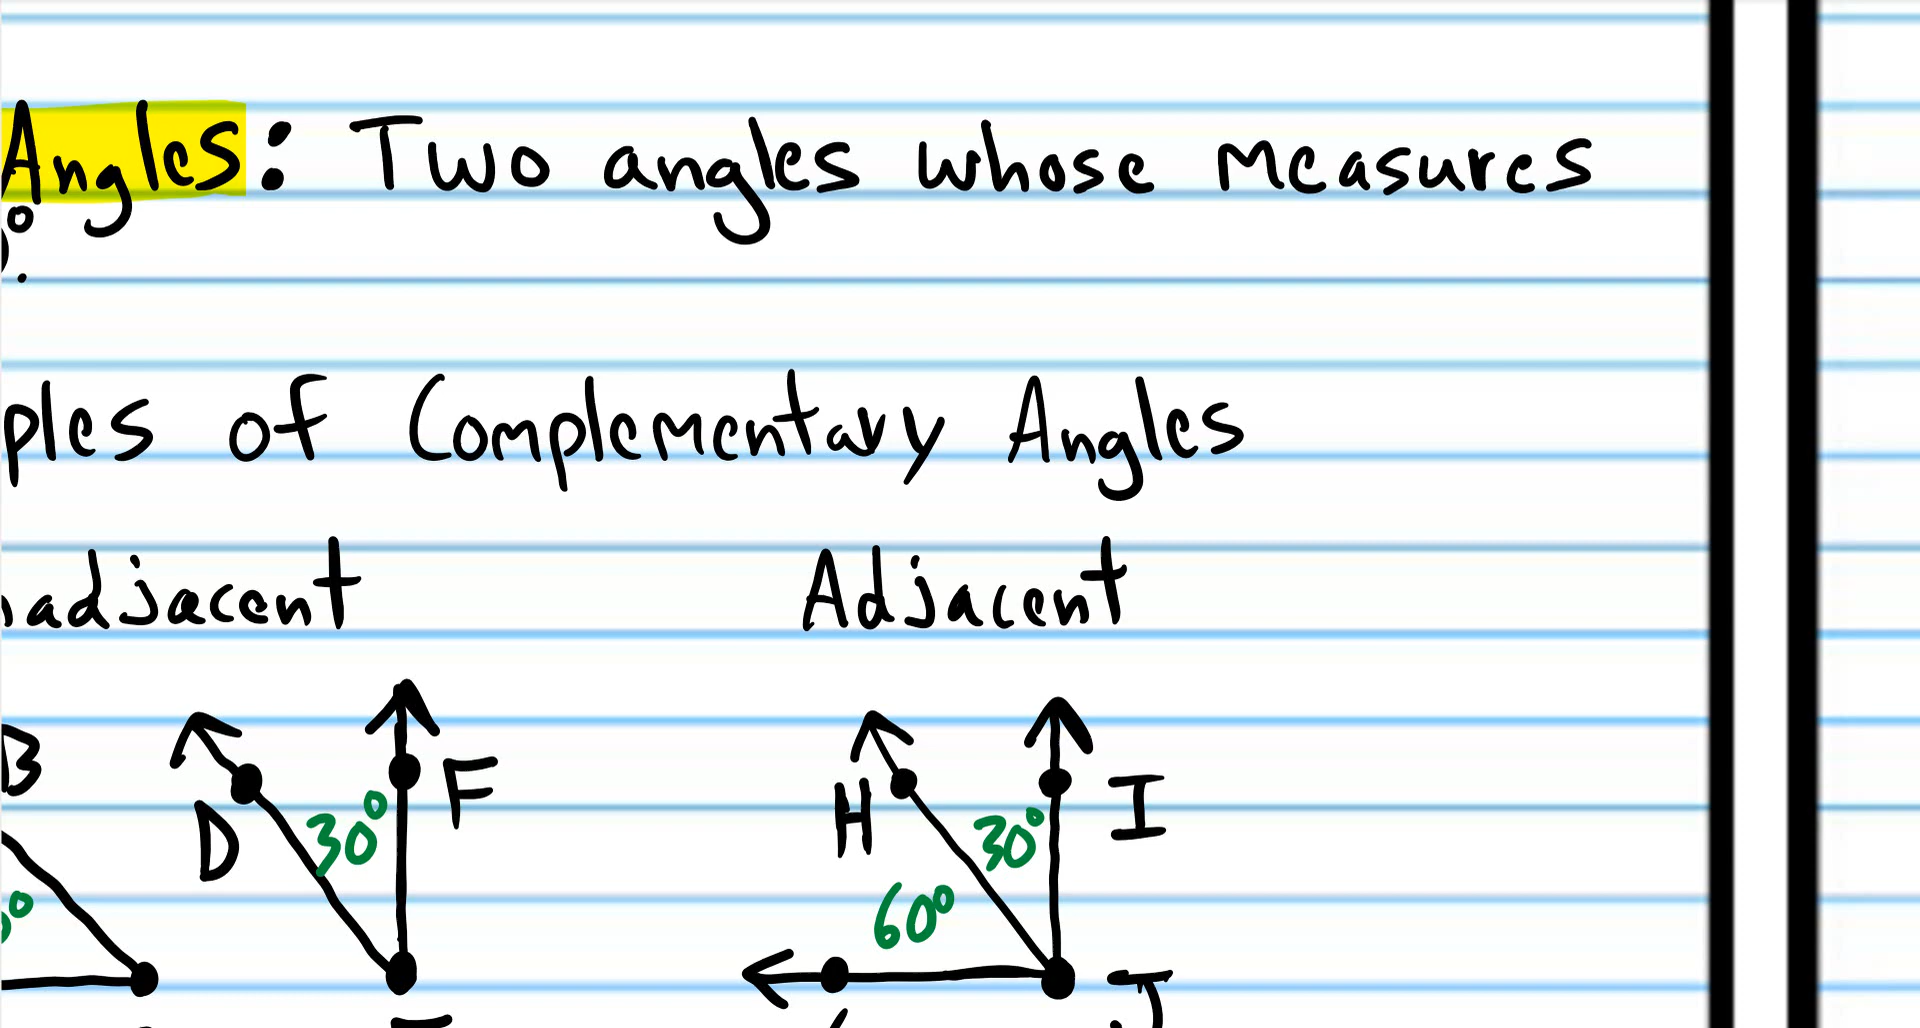 Angles: Two angles whose measures
ples of Complementary Angles
adjacent Adjacent
B D 30° F H 30° I
60°
J